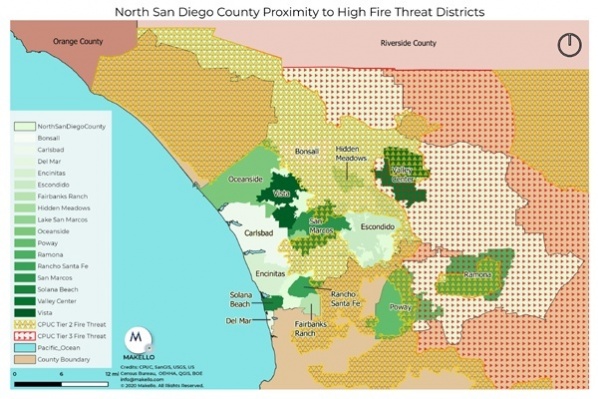 North San Diego County Proximity to High Fire Threat Districts
Orange County
Riverside County
NorthSanDiegoCounty
Bonsall
Carlsbad
Del Mar
Encinitas
Escondido
Fairbanks Ranch
Hidden Meadows
Lake San Marcos
Oceanside
Poway
Ramona
Rancho Santa Fe
San Marcos
Solana Beach
Valley Center
Vista
CPUC Tier 2 Fire Threat
CPUC Tier 3 Fire Threat
Pacific_Ocean
County Boundary
0 6 12 mi
M
MAKELLO
Credits: CPUC, SanGIS, USGS, US
Census Bureau, OEHHA, QGIS, BOE
info@makello.com
© 2020 Makello. All Rights Reserved.
Bonsall
Hidden
Meadows
Valley
Center
Oceanside
Vista
San
Marcos
Escondido
Carlsbad
Encinitas
Ramona
Solana
Beach
Rancho
Santa Fe
Poway
Del Mar
Fairbanks
Ranch